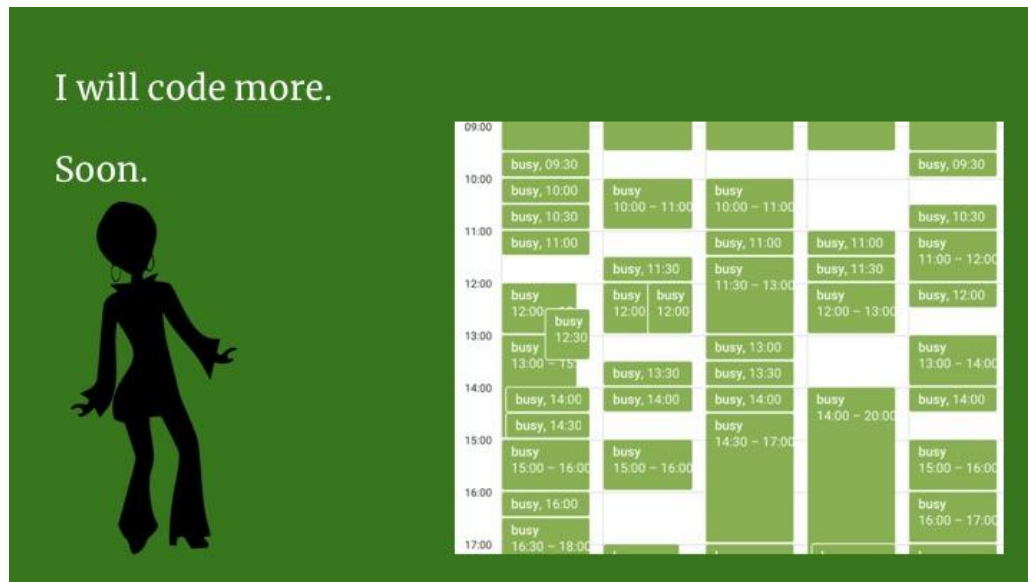 I will code more.
Soon.
09:00
10:00
11:00
12:00
13:00
14:00
15:00
16:00
17:00
busy, 09:30
busy, 10:00
busy, 10:30
busy, 11:00
busy
12:00 –
busy
12:30
busy
13:00 – 15:
busy, 14:00
busy, 14:30
busy
15:00 – 16:00
busy, 16:00
busy
16:30 – 18:00
busy
10:00 – 11:00
busy, 11:30
busy
12:00
busy
12:00
busy, 13:30
busy, 14:00
busy
15:00 – 16:00
busy
10:00 – 11:00
busy, 11:00
busy
11:30 – 13:00
busy, 13:00
busy, 13:30
busy, 14:00
busy
14:30 – 17:00
busy, 11:00
busy, 11:30
busy
12:00 – 13:00
busy
14:00 – 20:00
busy, 09:30
busy, 10:30
busy
11:00 – 12:00
busy, 12:00
busy
13:00 – 14:00
busy, 14:00
busy
15:00 – 16:00
busy
16:00 – 17:00